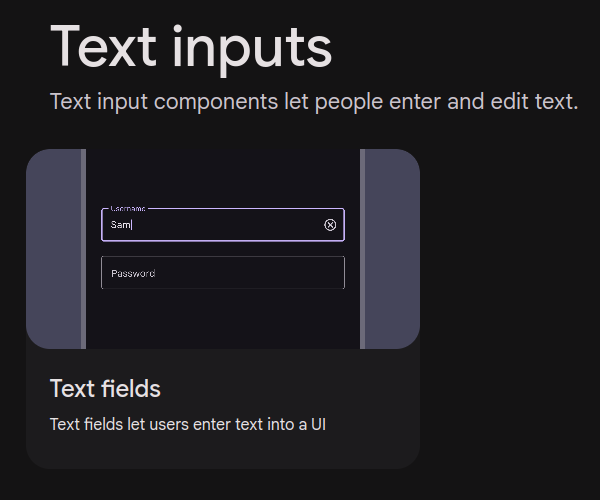 Text inputs
Text input components let people enter and edit text.
Username
Sam
Password
Text fields
Text fields let users enter text into a UI